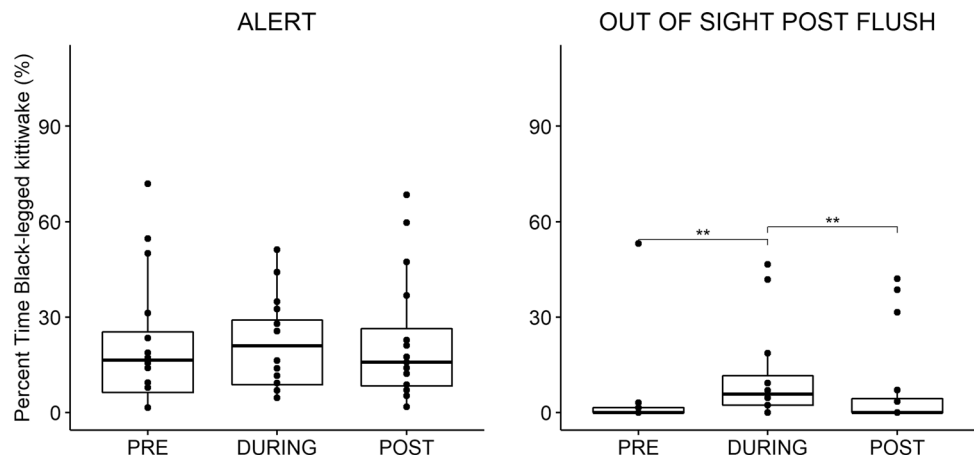 ALERT
OUT OF SIGHT POST FLUSH
Percent Time Black-legged kittiwake (%)
90
60
30
0
PRE
DURING
POST
90
60
30
0
**
**
PRE
DURING
POST